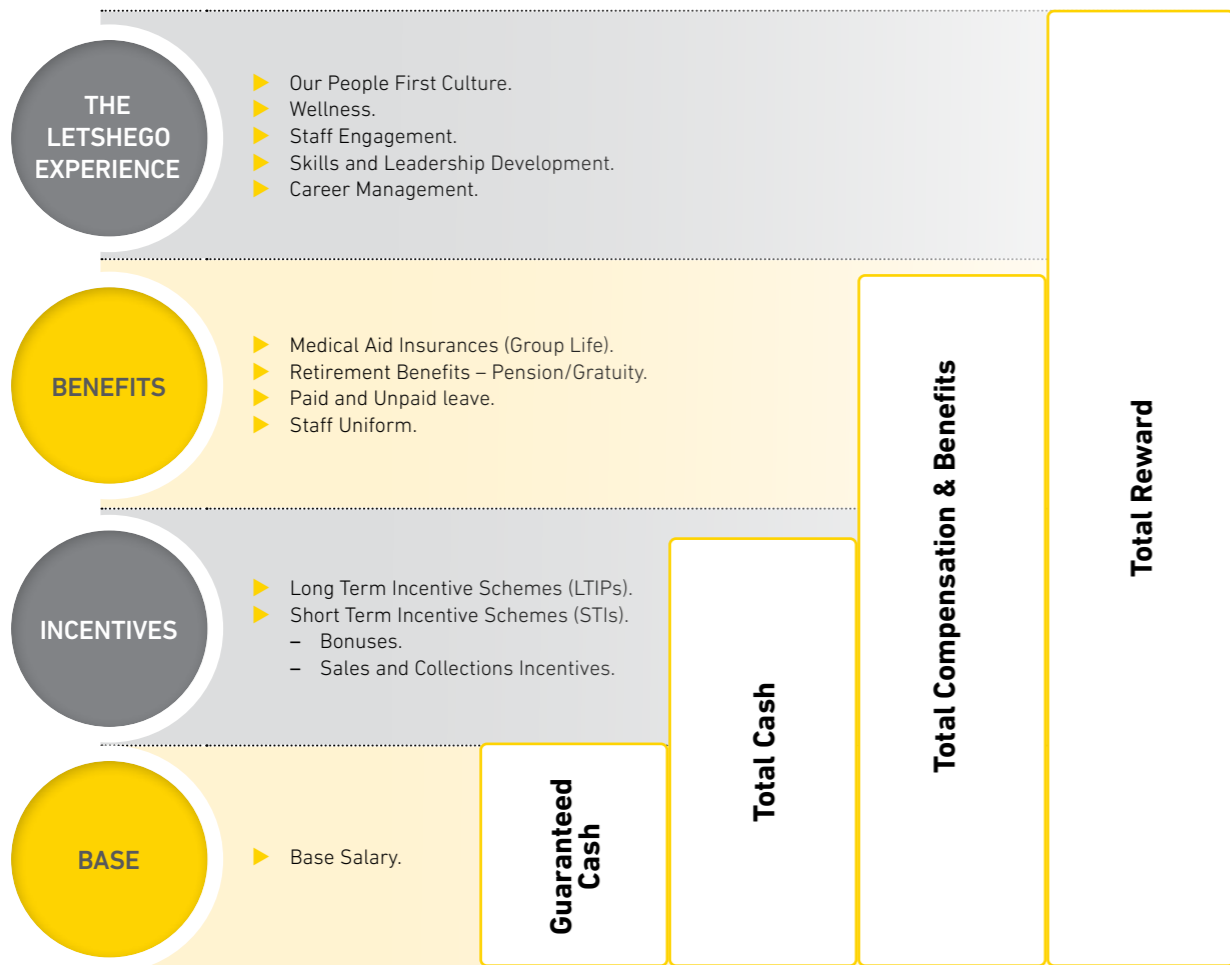 THE
LETSHEGO
EXPERIENCE
Our People First Culture.
Wellness.
Staff Engagement.
Skills and Leadership Development.
Career Management.
BENEFITS
Medical Aid Insurances (Group Life).
Retirement Benefits – Pension/Gratuity.
Paid and Unpaid leave.
Staff Uniform.
INCENTIVES
Long Term Incentive Schemes (LTIPs).
Short Term Incentive Schemes (STIs).
– Bonuses.
– Sales and Collections Incentives.
BASE
Base Salary.
Guaranteed
Cash
Total Cash
Total Compensation & Benefits
Total Reward